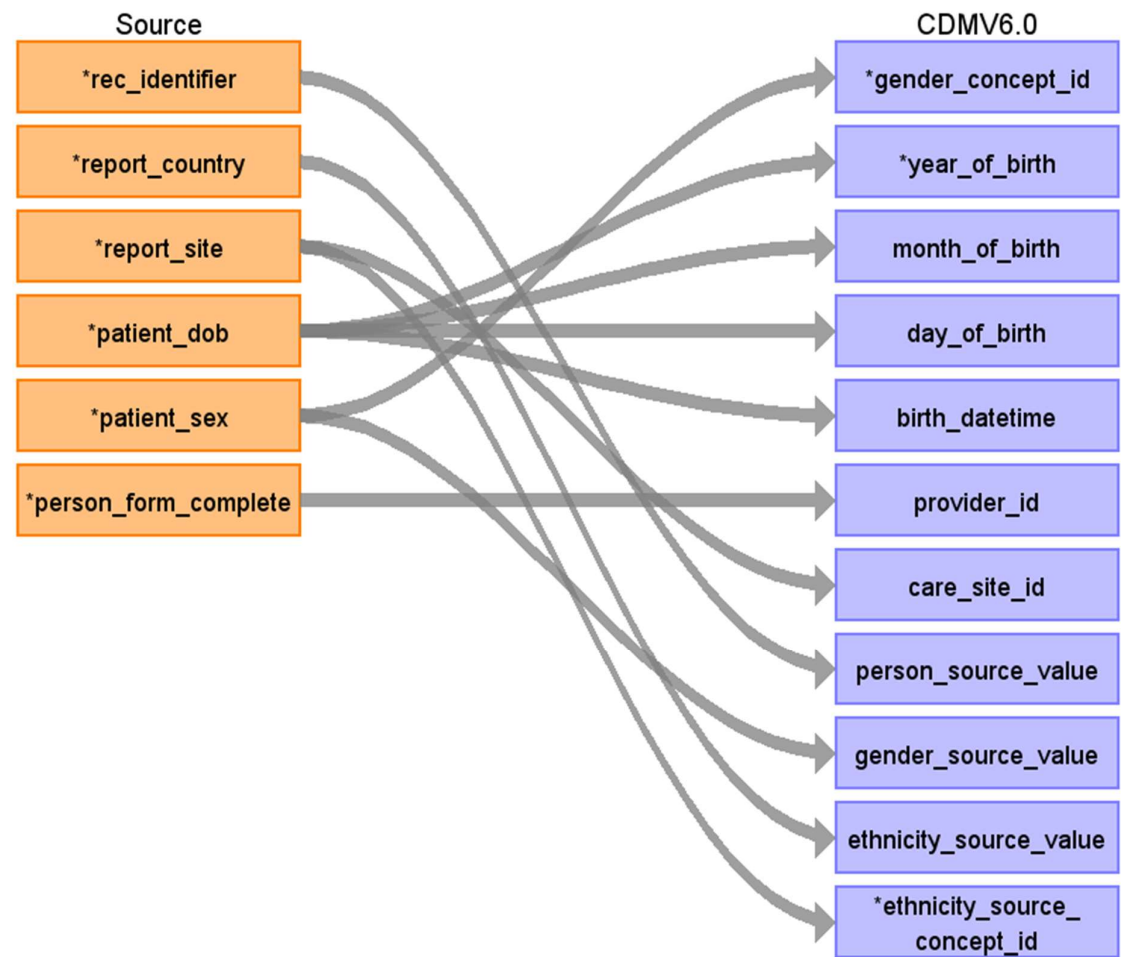 Source
*rec_identifier
*report_country
*report_site
*patient_dob
*patient_sex
*person_form_complete
CDMV6.0
*gender_concept_id
*year_of_birth
month_of_birth
day_of_birth
birth_datetime
provider_id
care_site_id
person_source_value
gender_source_value
ethnicity_source_value
*ethnicity_source_
concept_id